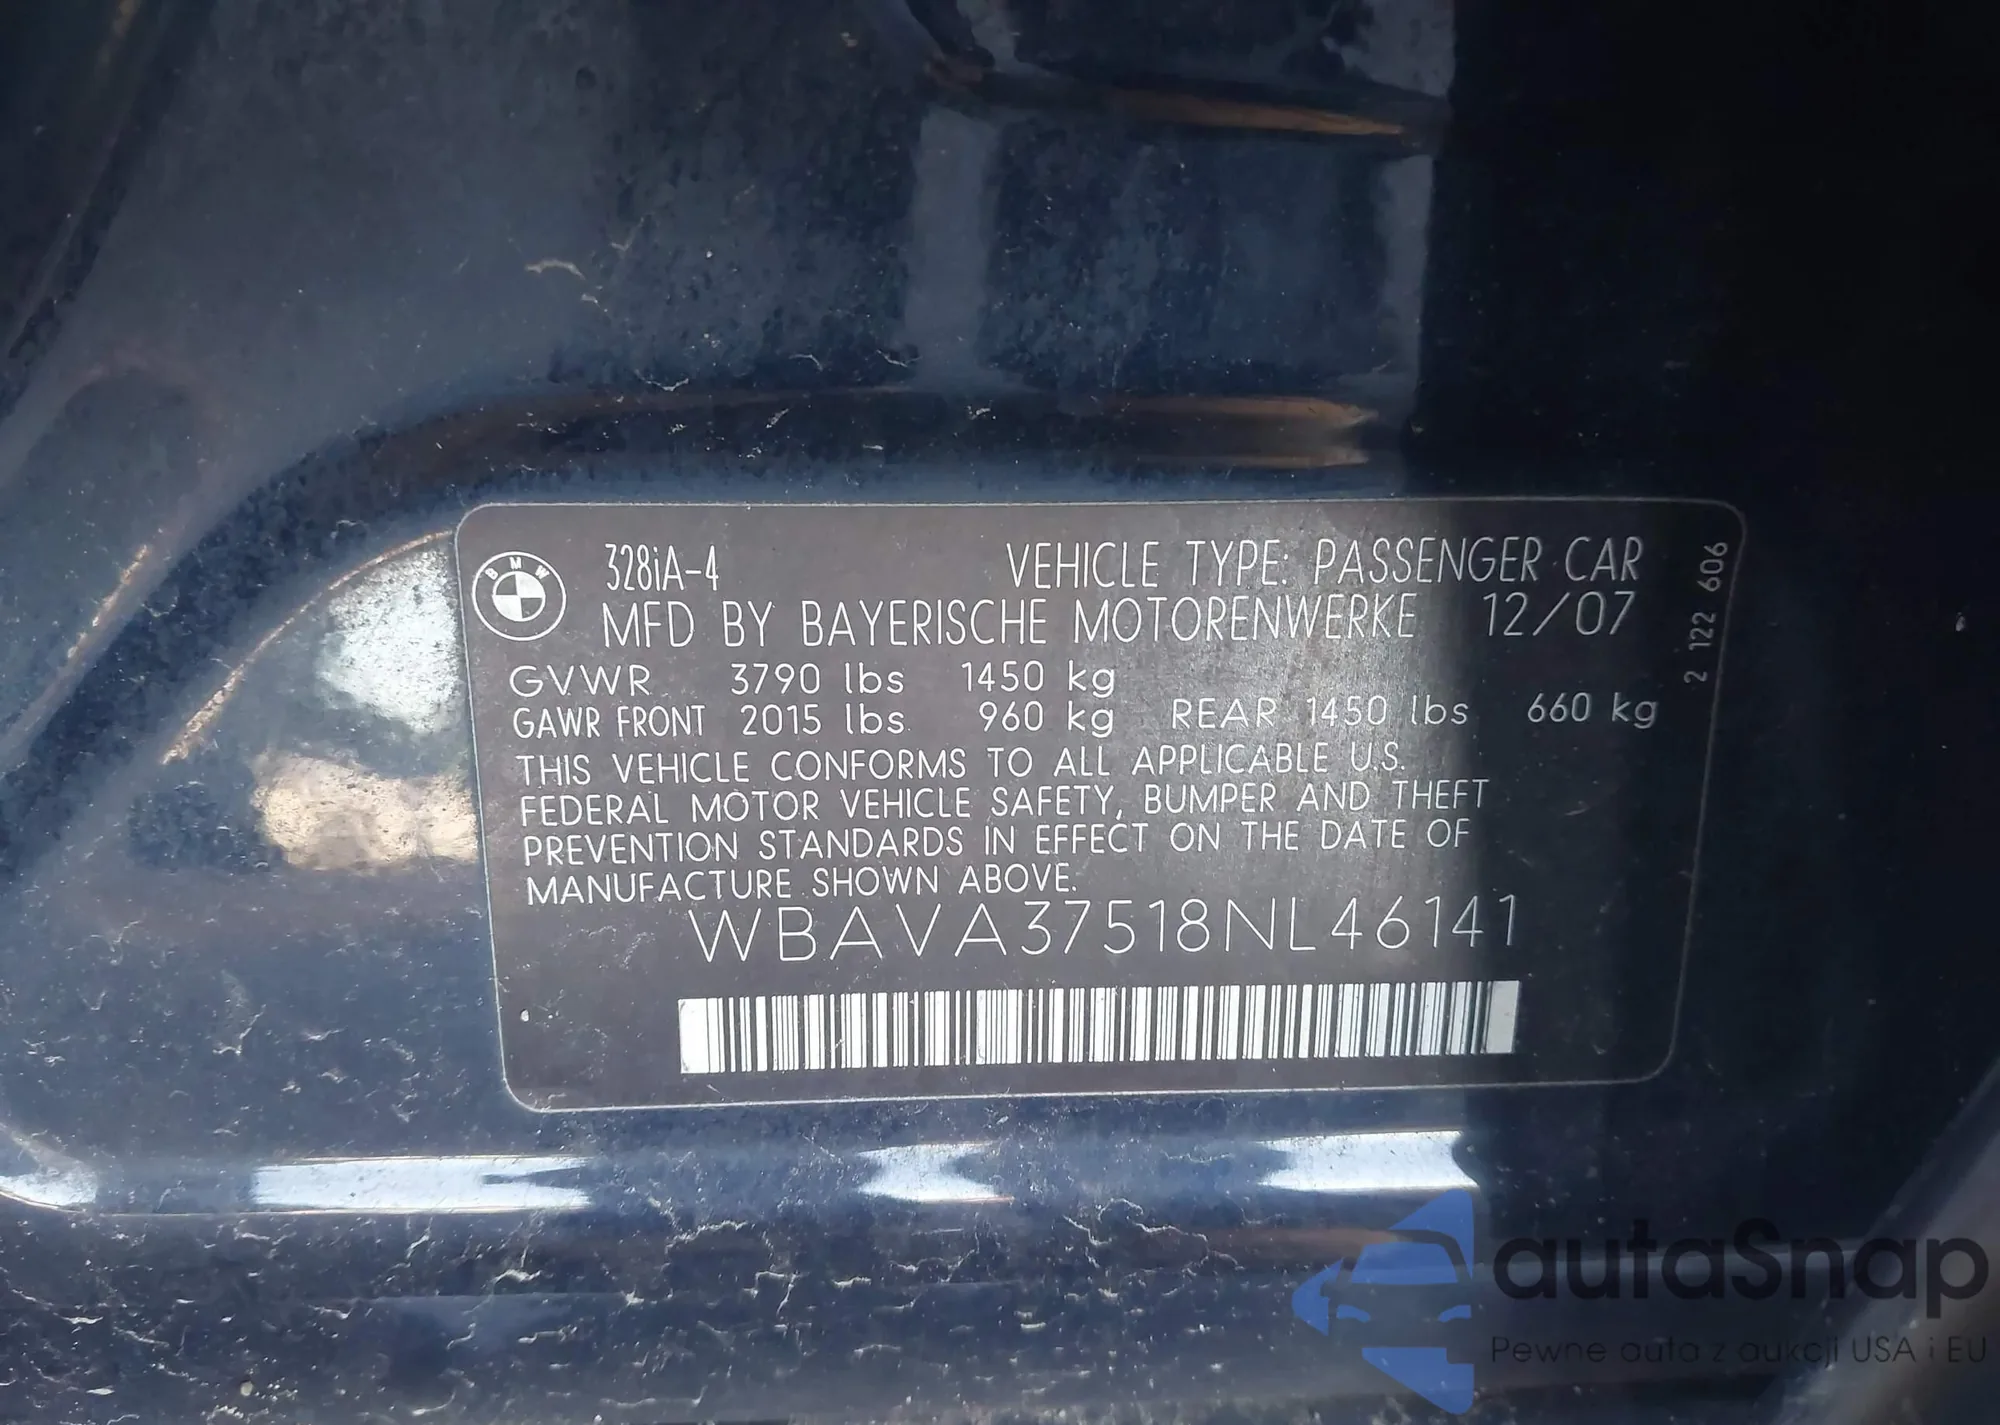 BMW
328iA-4 VEHICLE TYPE: PASSENGER CAR
MFD BY BAYERISCHE MOTORENWERKE 12/07
GVWR 3790 lbs 1450 kg
GAWR FRONT 2015 lbs 960 kg REAR 1450 lbs 660 kg
THIS VEHICLE CONFORMS TO ALL APPLICABLE U.S.
FEDERAL MOTOR VEHICLE SAFETY, BUMPER AND THEFT
PREVENTION STANDARDS IN EFFECT ON THE DATE OF
MANUFACTURE SHOWN ABOVE.
WBAVA37518NL46141
2 122 606
autaSnap
Pewne auta z aukcji USA i EU